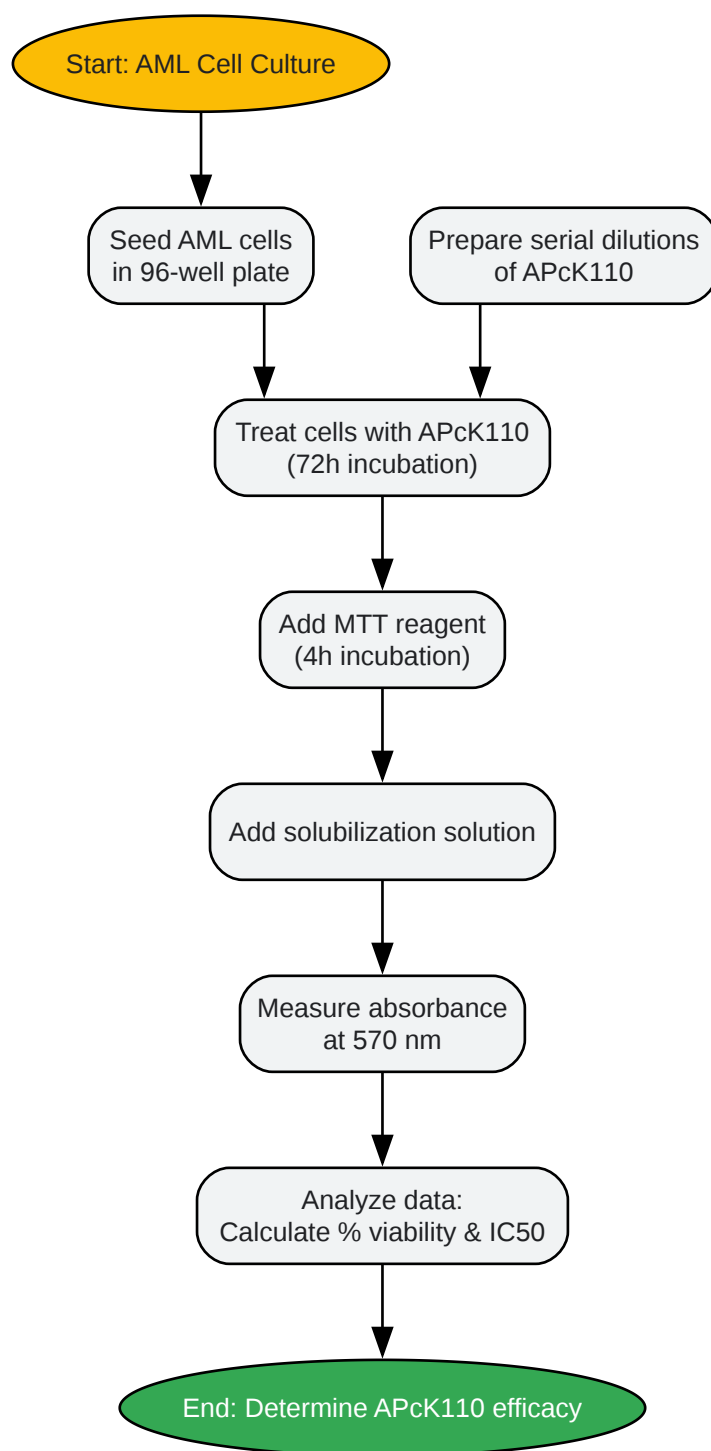 Start: AML Cell Culture
Seed AML cells
in 96-well plate
Prepare serial dilutions
of APcK110
Treat cells with APcK110
(72h incubation)
Add MTT reagent
(4h incubation)
Add solubilization solution
Measure absorbance
at 570 nm
Analyze data:
Calculate % viability & IC50
End: Determine APcK110 efficacy